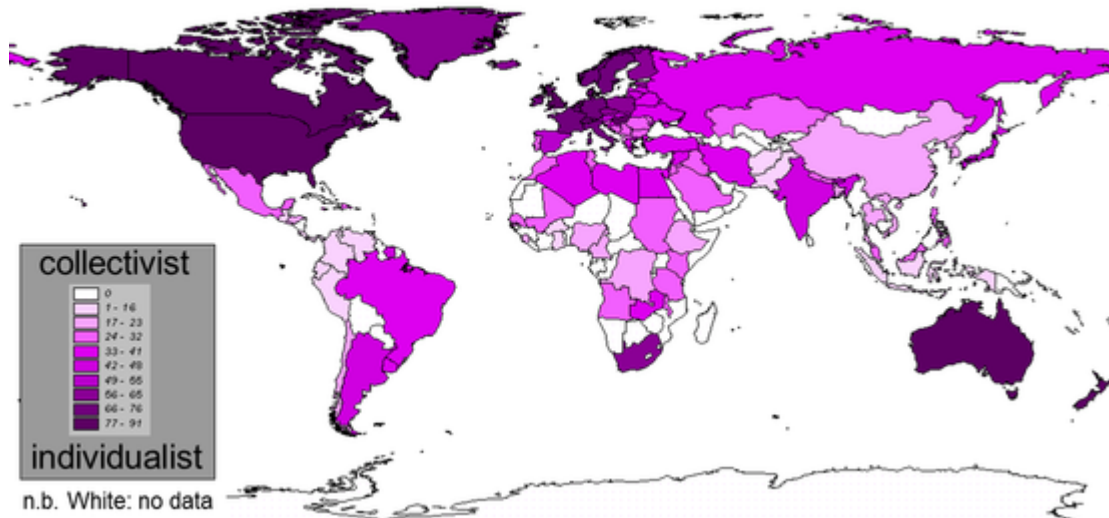 collectivist
0
1 - 16
17 - 23
24 - 32
33 - 41
42 - 48
49 - 55
56 - 65
66 - 76
77 - 91
individualist
n.b. White: no data